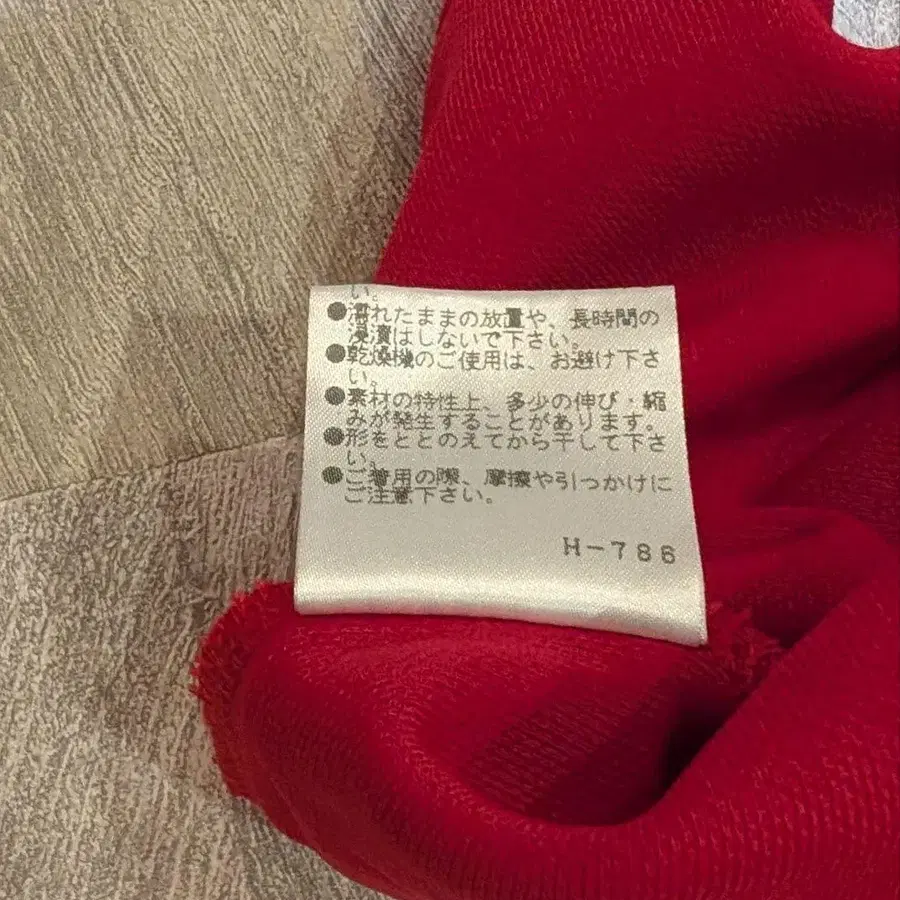 い。
●濡れたままの放置や、長時間の
浸漬はしないで下さい。
●乾燥機のご使用は、お避け下さ
い。
●素材の特性上、多少の伸び・縮
みが発生することがあります。
●形をととのえてから干して下さ
い。
●ご着用の際、摩擦や引っかけに
ご注意下さい。
H-786